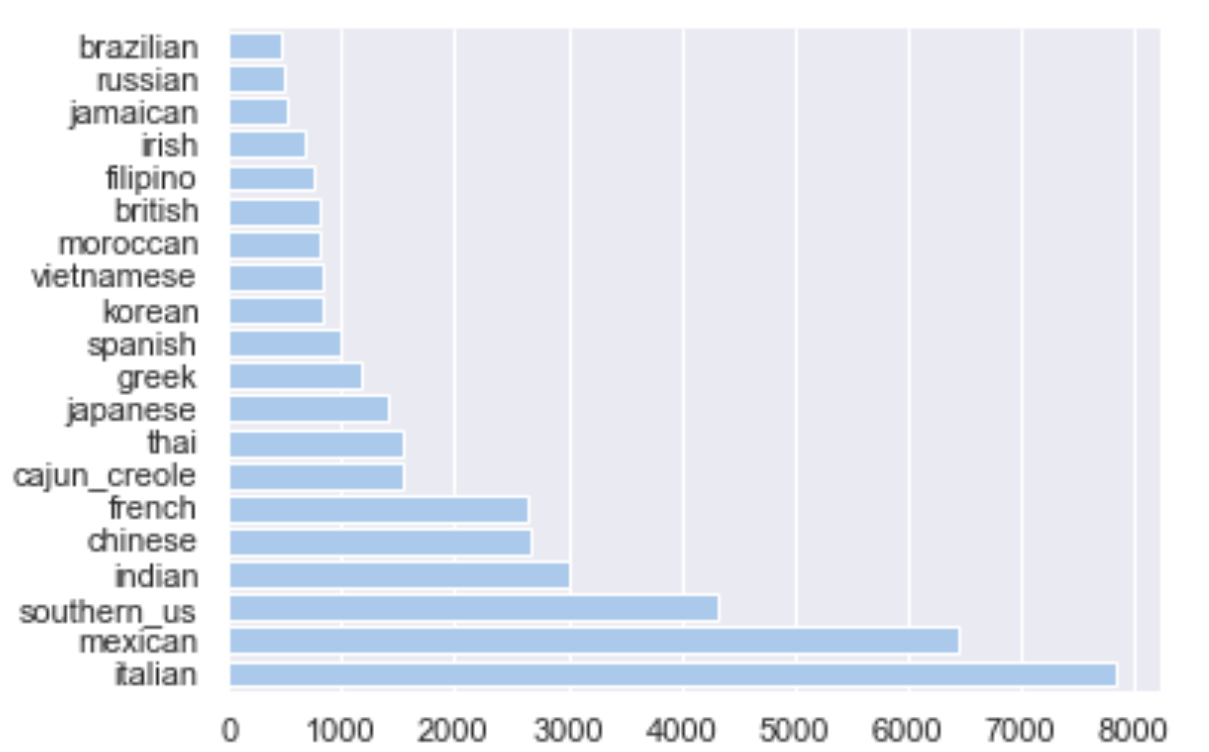 brazilian
russian
jamaican
irish
filipino
british
moroccan
vietnamese
korean
spanish
greek
japanese
thai
cajun_creole
french
chinese
indian
southern_us
mexican
italian
0 1000 2000 3000 4000 5000 6000 7000 8000